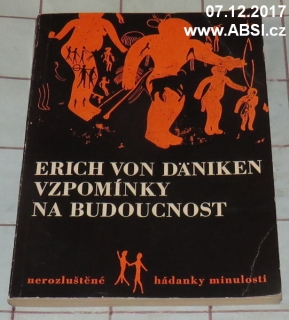 07.12.2017
www.ABSI.cz
ERICH VON DÄNIKEN
VZPOMÍNKY
NA BUDOUCNOST
nerozluštěné hádanky minulosti